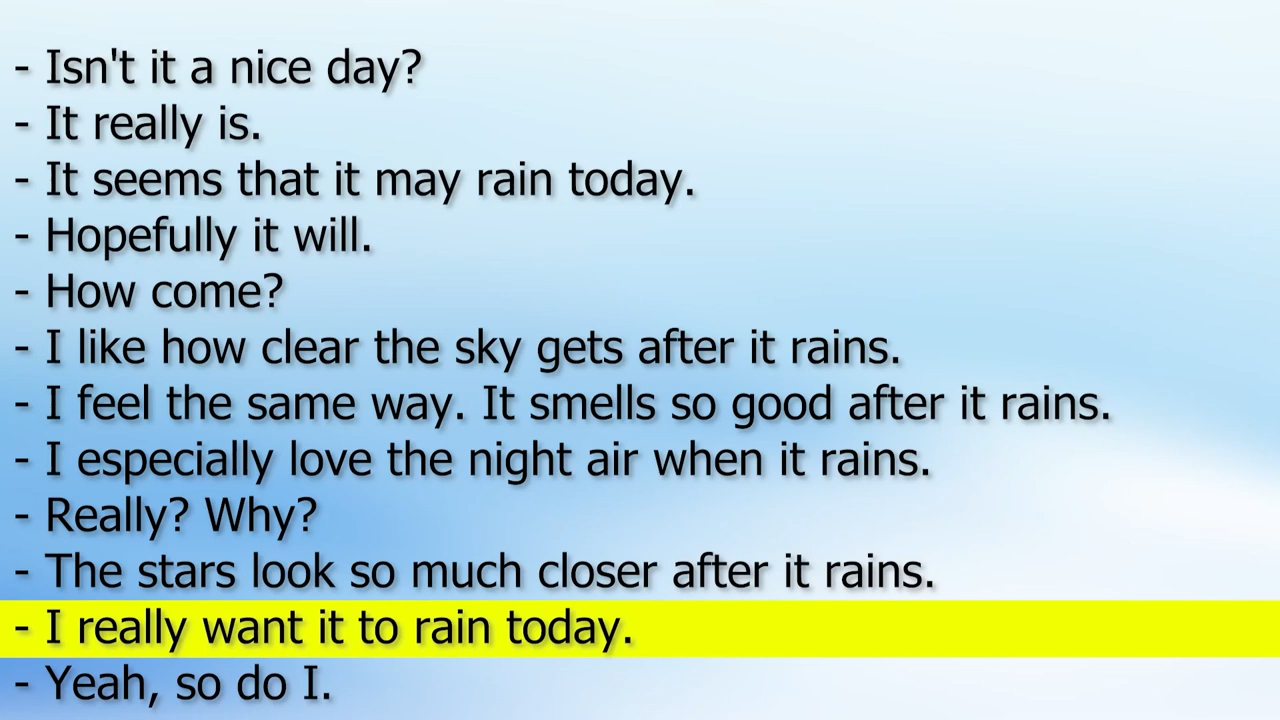 - Isn't it a nice day?
- It really is.
- It seems that it may rain today.
- Hopefully it will.
- How come?
- I like how clear the sky gets after it rains.
- I feel the same way. It smells so good after it rains.
- I especially love the night air when it rains.
- Really? Why?
- The stars look so much closer after it rains.
- I really want it to rain today.
- Yeah, so do I.